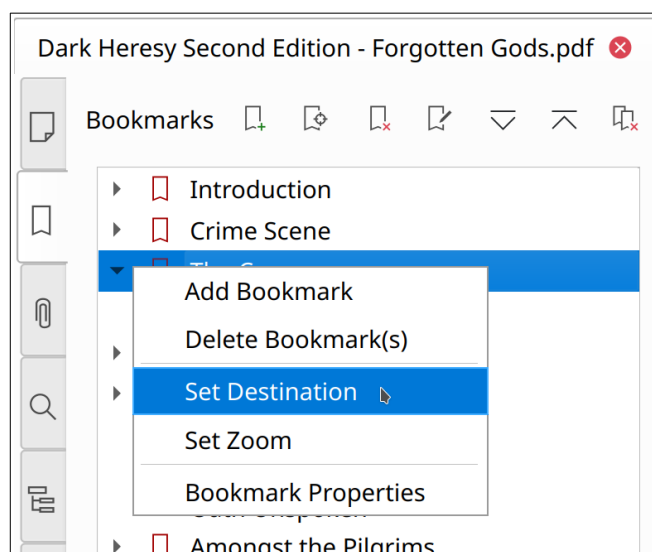 Dark Heresy Second Edition - Forgotten Gods.pdf
Bookmarks
Introduction
Crime Scene
Add Bookmark
Delete Bookmark(s)
Set Destination
Set Zoom
Bookmark Properties
Amongst the Pilgrims